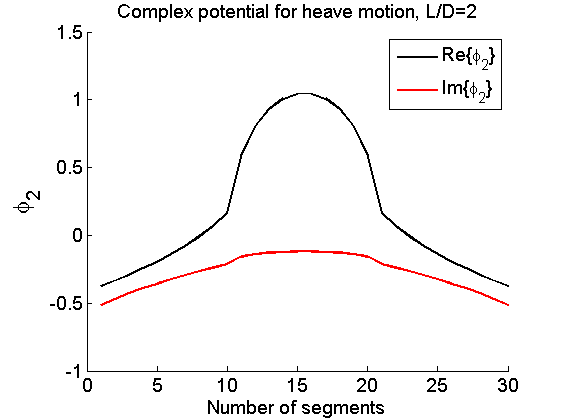 Complex potential for heave motion, L/D=2
1.5
1
0.5
0
-0.5
-1
ϕ2
Re{ϕ2}
Im{ϕ2}
0 5 10 15 20 25 30
Number of segments